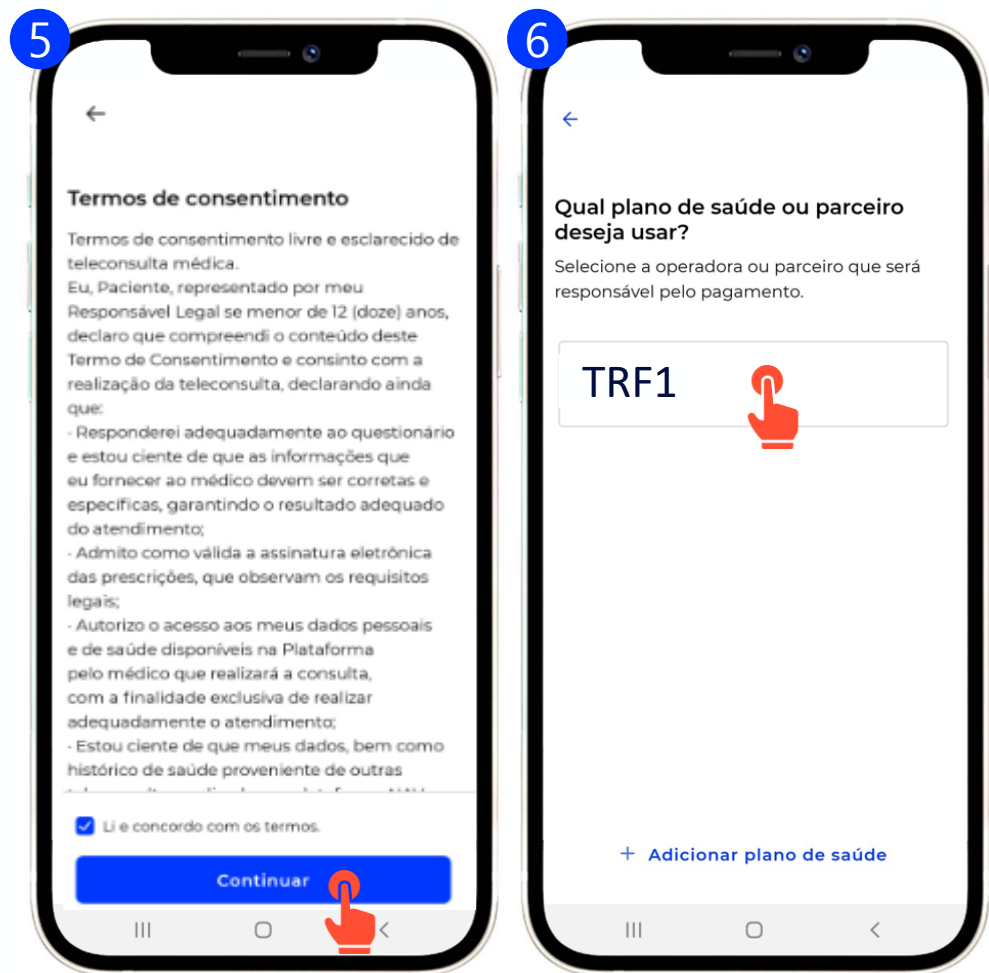 5
Termos de consentimento
Termos de consentimento livre e esclarecido de
teleconsulta médica.
Eu, Paciente, representado por meu
Responsável Legal se menor de 12 (doze) anos,
declaro que compreendi o conteúdo deste
Termo de Consentimento e consinto com a
realização da teleconsulta, declarando ainda
que:
- Responderei adequadamente ao questionário
e estou ciente de que as informações que
eu fornecer ao médico devem ser corretas e
específicas, garantindo o resultado adequado
do atendimento;
- Admito como válida a assinatura eletrônica
das prescrições, que observam os requisitos
legais;
- Autorizo o acesso aos meus dados pessoais
e de saúde disponíveis na Plataforma
pelo médico que realizará a consulta,
com a finalidade exclusiva de realizar
adequadamente o atendimento;
- Estou ciente de que meus dados, bem como
histórico de saúde proveniente de outras
Li e concordo com os termos.
Continuar
6
Qual plano de saúde ou parceiro
deseja usar?
Selecione a operadora ou parceiro que será
responsável pelo pagamento.
TRF1
+ Adicionar plano de saúde